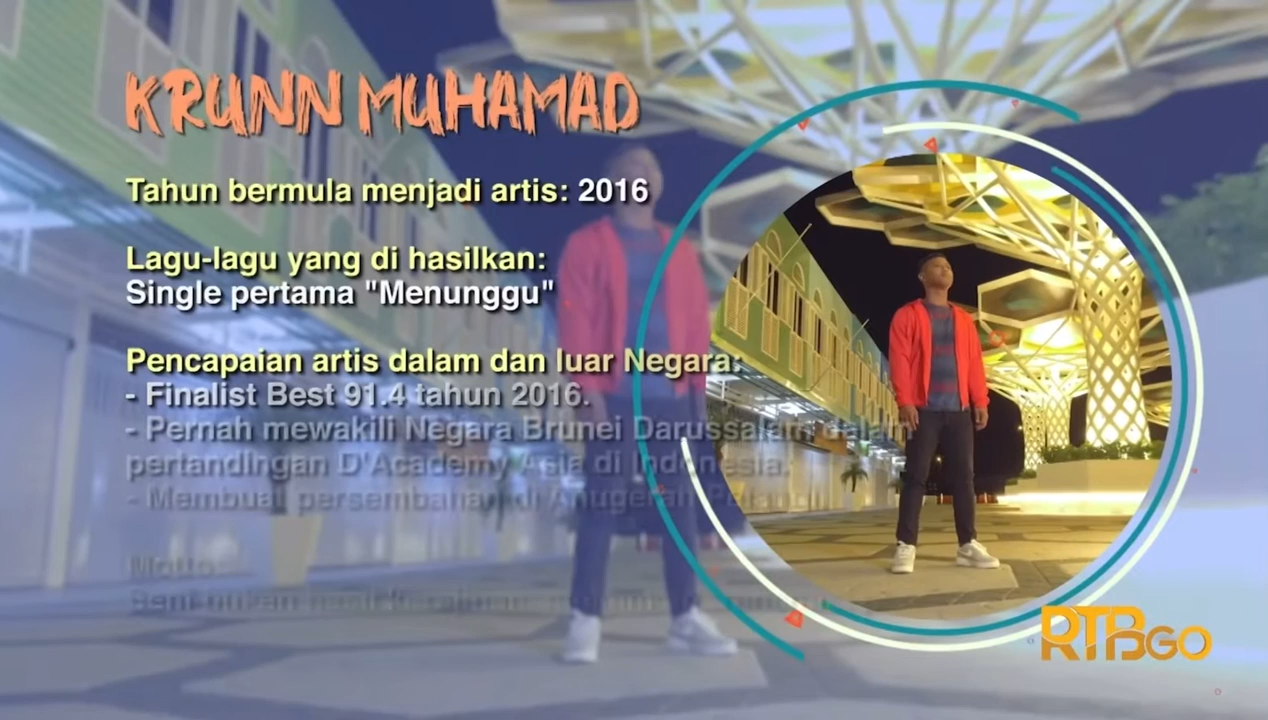 KRUNN MUHAMAD
Tahun bermula menjadi artis: 2016
Lagu-lagu yang di hasilkan:
Single pertama "Menunggu"
Pencapaian artis dalam dan luar Negara:
- Finalist Best 91.4 tahun 2016.
- Pernah mewakili Negara Brunei Darussalam dalam
pertandingan D'Academy Asia di Indonesia.
- Membuat persembahan di Anugerah
Motto:
Seni bukan
RTBGO